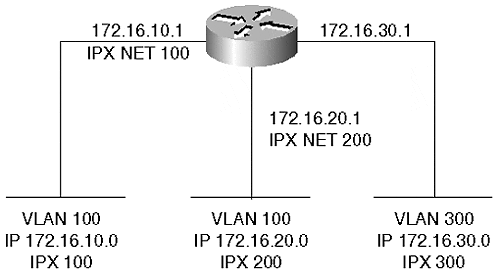 172.16.10.1
IPX NET 100
172.16.30.1
172.16.20.1
IPX NET 200
VLAN 100
IP 172.16.10.0
IPX 100
VLAN 100
IP 172.16.20.0
IPX 200
VLAN 300
IP 172.16.30.0
IPX 300